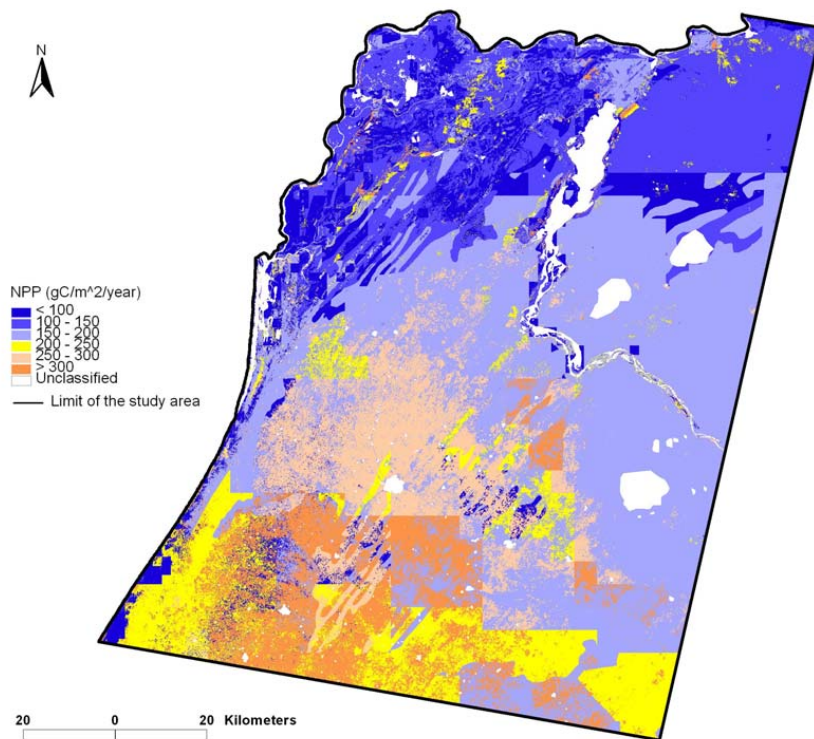 N
NPP (gC/m^2/year)
< 100
100 - 150
150 - 200
200 - 250
250 - 300
> 300
Unclassified
Limit of the study area
20 0 20 Kilometers